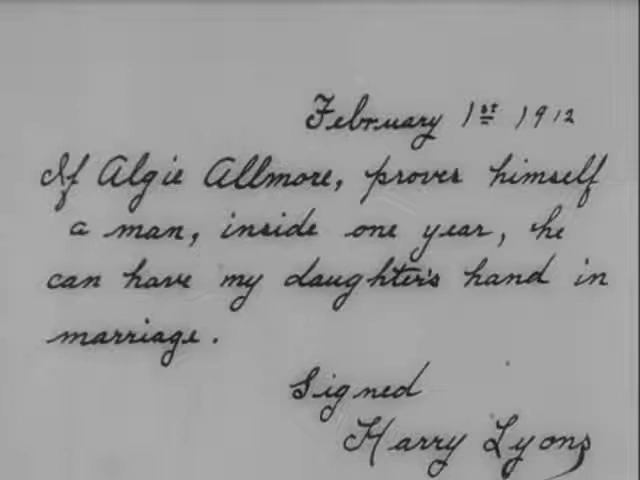 February 1st 1912
If Algie Allmore, proves himself
a man, inside one year, he
can have my daughter's hand in
marriage.
Signed
Harry Lyons